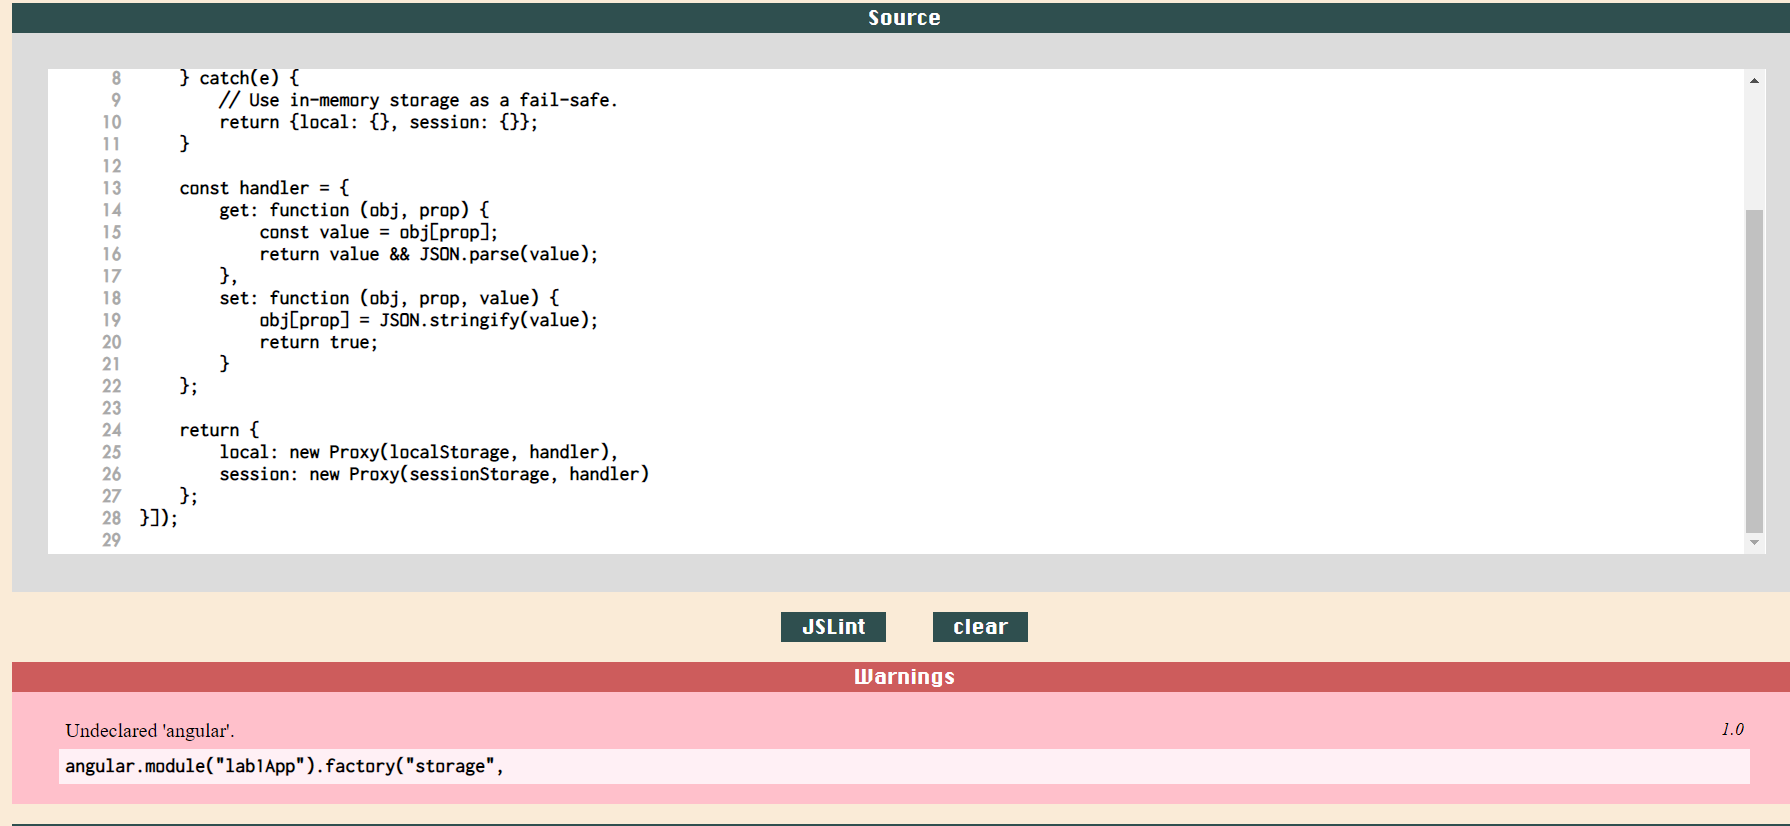 Source
8    } catch(e) {
9        // Use in-memory storage as a fail-safe.
10        return {local: {}, session: {}};
11    }
12
13    const handler = {
14        get: function (obj, prop) {
15            const value = obj[prop];
16            return value && JSON.parse(value);
17        },
18        set: function (obj, prop, value) {
19            obj[prop] = JSON.stringify(value);
20            return true;
21        }
22    };
23
24    return {
25        local: new Proxy(localStorage, handler),
26        session: new Proxy(sessionStorage, handler)
27    };
28 }]);
29
JSLint clear
Warnings
Undeclared 'angular'. 1.0
angular.module("lab1App").factory("storage",